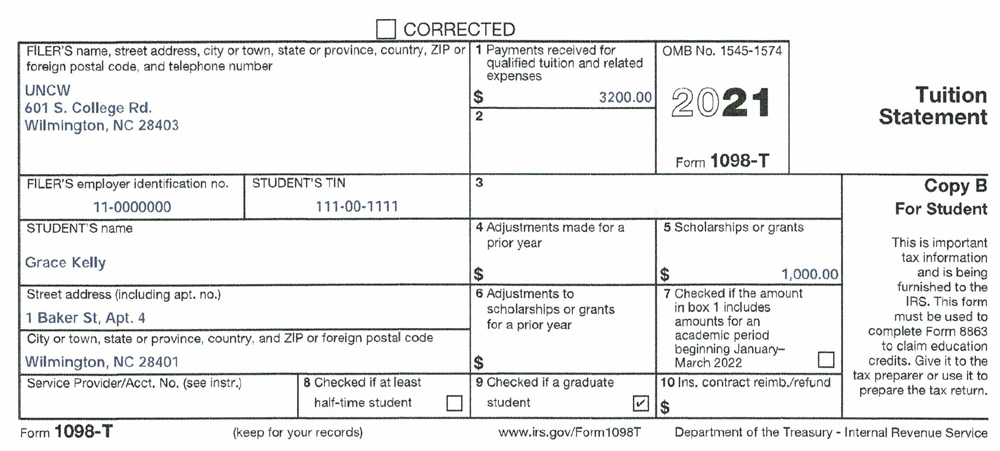 CORRECTED
FILER'S name, street address, city or town, state or province, country, ZIP or
foreign postal code, and telephone number
UNCW
601 S. College Rd.
Wilmington, NC 28403
1 Payments received for
qualified tuition and related
expenses
$ 3200.00
2
OMB No. 1545-1574
2021
Form 1098-T
Tuition
Statement
FILER'S employer identification no.
11-0000000
STUDENT'S TIN
111-00-1111
3
Copy B
For Student
STUDENT'S name
Grace Kelly
4 Adjustments made for a
prior year
$
5 Scholarships or grants
$ 1,000.00
This is important
tax information
and is being
furnished to the
IRS. This form
must be used to
complete Form 8863
to claim education
credits. Give it to the
tax preparer or use it to
prepare the tax return.
Street address (including apt. no.)
1 Baker St, Apt. 4
City or town, state or province, country, and ZIP or foreign postal code
Wilmington, NC 28401
6 Adjustments to
scholarships or grants
for a prior year
$
7 Checked if the amount
in box 1 includes
amounts for an
academic period
beginning January–
March 2022
Service Provider/Acct. No. (see instr.)
8 Checked if at least
half-time student
9 Checked if a graduate
student ✓
10 Ins. contract reimb./refund
$
Form 1098-T (keep for your records) www.irs.gov/Form1098T Department of the Treasury - Internal Revenue Service